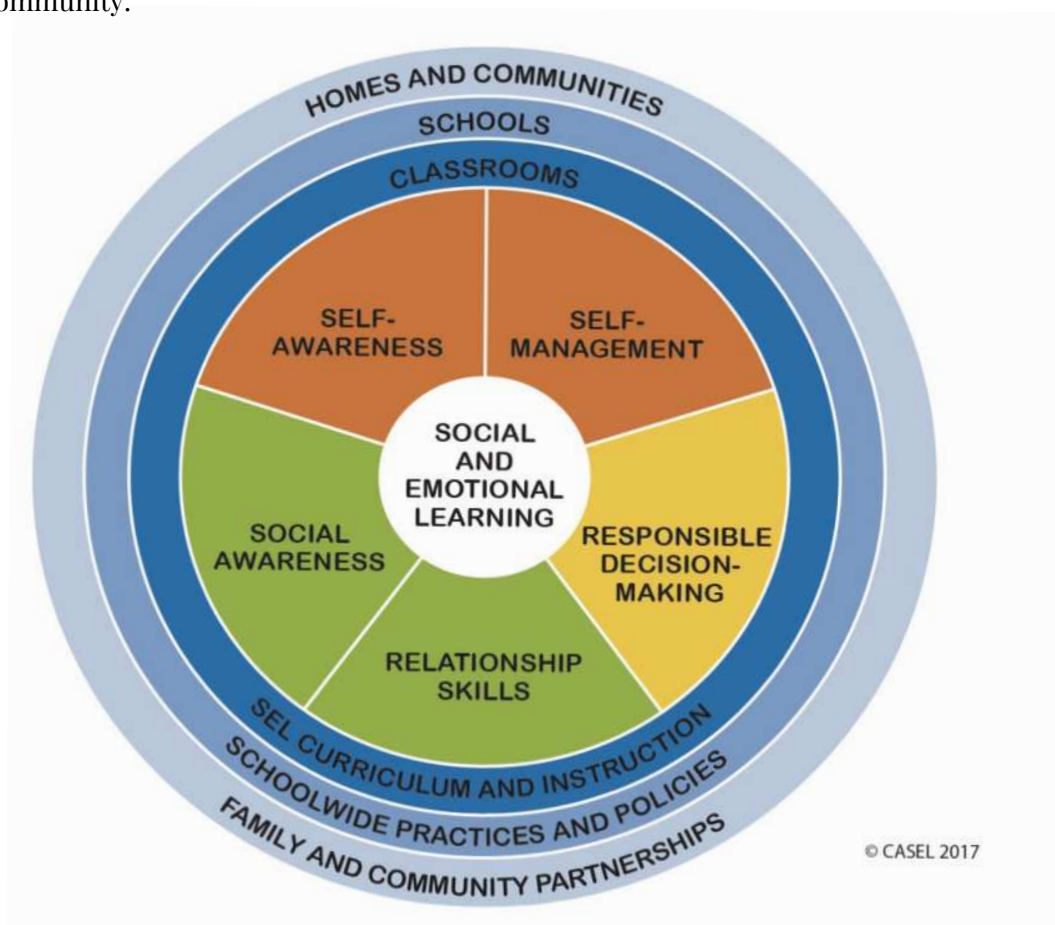 ommunity.
HOMES AND COMMUNITIES
SCHOOLS
CLASSROOMS
SELF-
AWARENESS
SELF-
MANAGEMENT
SOCIAL
AND
EMOTIONAL
LEARNING
SOCIAL
AWARENESS
RESPONSIBLE
DECISION-
MAKING
RELATIONSHIP
SKILLS
SEL CURRICULUM AND INSTRUCTION
SCHOOLWIDE PRACTICES AND POLICIES
FAMILY AND COMMUNITY PARTNERSHIPS
© CASEL 2017